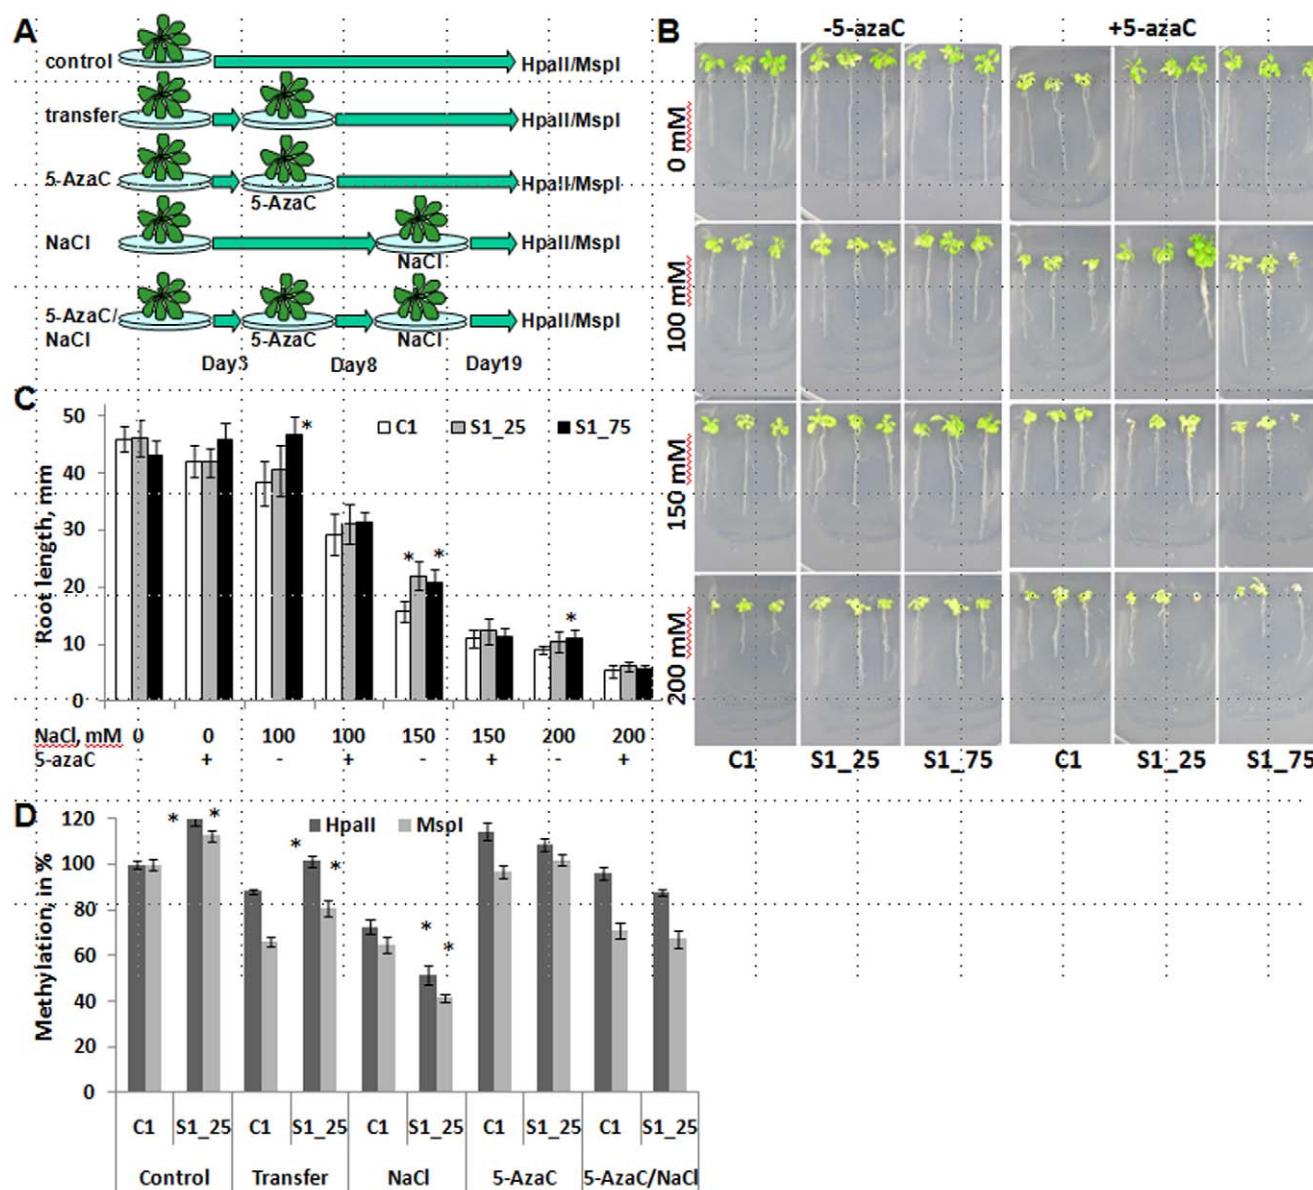 A
control
HpaII/MspI
transfer
HpaII/MspI
5-AzaC
5-AzaC
HpaII/MspI
NaCl
NaCl
HpaII/MspI
5-AzaC/
NaCl
5-AzaC
NaCl
HpaII/MspI
Day3 Day8 Day19
B
-5-azaC +5-azaC
0 mM
100 mM
150 mM
200 mM
C1 S1_25 S1_75 C1 S1_25 S1_75
C
Root length, mm
50
40
30
20
10
0
C1 S1_25 S1_75
*
* *
*
NaCl, mM 0 0 100 100 150 150 200 200
5-azaC - + - + - + - +
D
Methylation, in %
120
100
80
60
40
20
0
HpaII MspI
* *
* *
* *
C1 S1_25 C1 S1_25 C1 S1_25 C1 S1_25 C1 S1_25
Control Transfer NaCl 5-AzaC 5-AzaC/NaCl